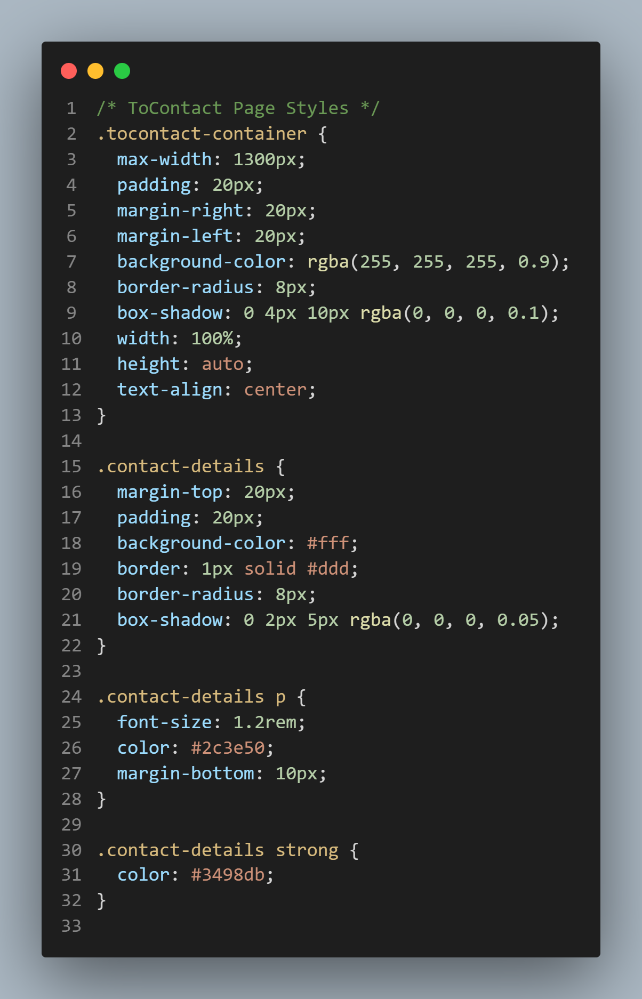 1 /* ToContact Page Styles */
2 .tocontact-container {
3   max-width: 1300px;
4   padding: 20px;
5   margin-right: 20px;
6   margin-left: 20px;
7   background-color: rgba(255, 255, 255, 0.9);
8   border-radius: 8px;
9   box-shadow: 0 4px 10px rgba(0, 0, 0, 0.1);
10   width: 100%;
11   height: auto;
12   text-align: center;
13 }
14
15 .contact-details {
16   margin-top: 20px;
17   padding: 20px;
18   background-color: #fff;
19   border: 1px solid #ddd;
20   border-radius: 8px;
21   box-shadow: 0 2px 5px rgba(0, 0, 0, 0.05);
22 }
23
24 .contact-details p {
25   font-size: 1.2rem;
26   color: #2c3e50;
27   margin-bottom: 10px;
28 }
29
30 .contact-details strong {
31   color: #3498db;
32 }
33